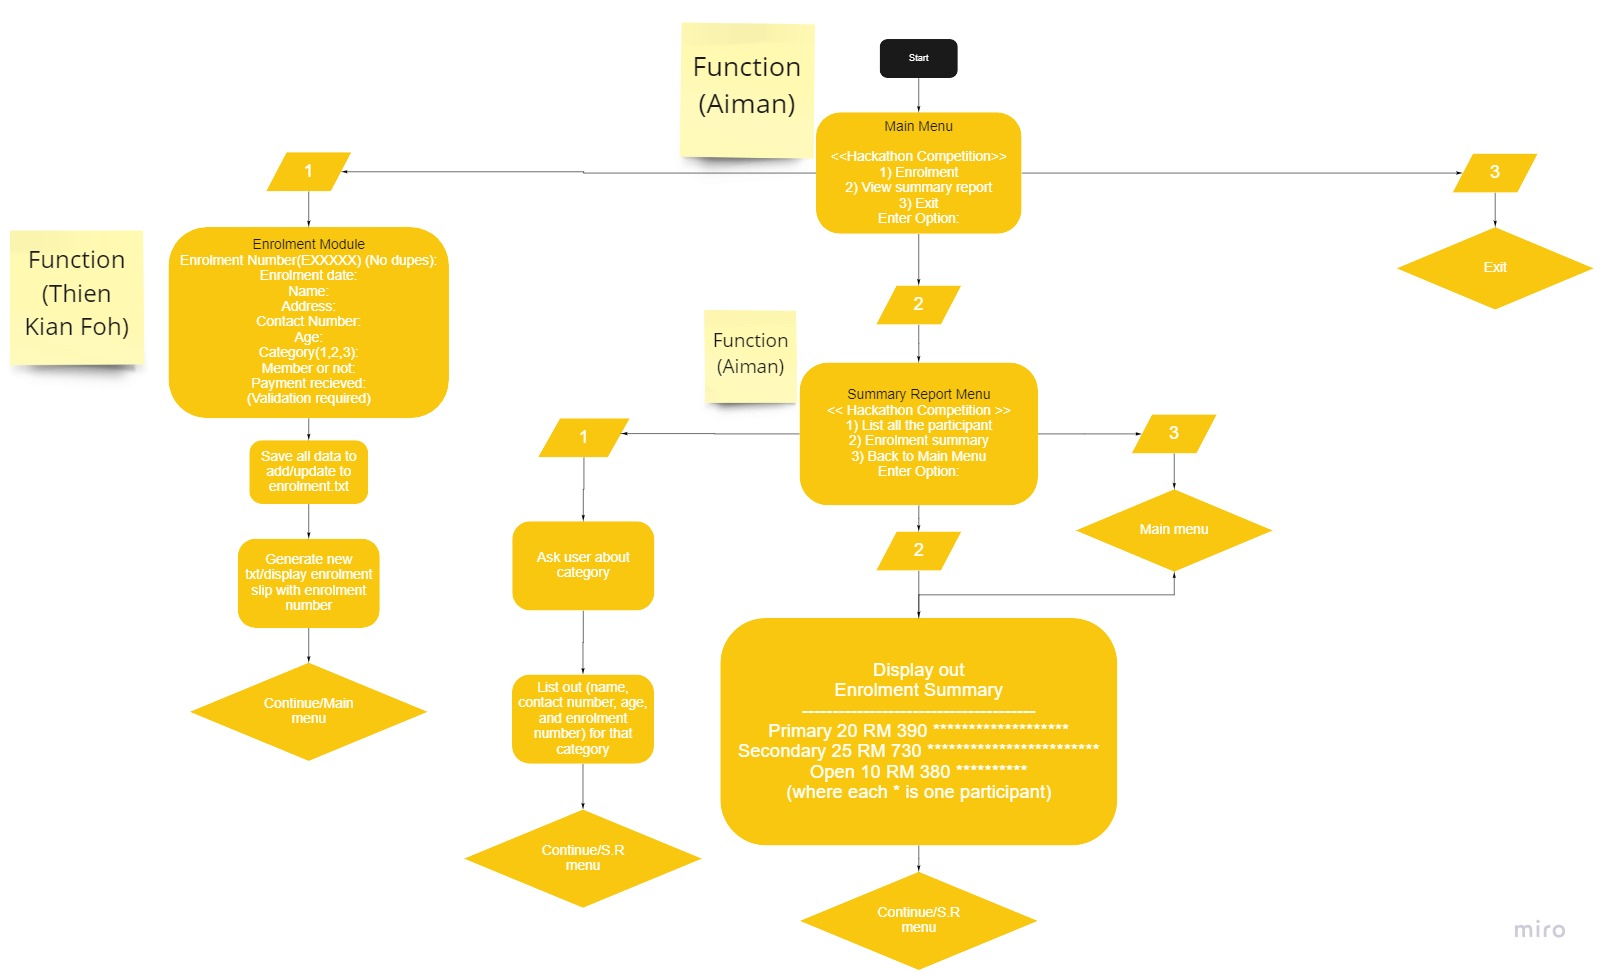 Function
(Aiman)
Start
Main Menu
<<Hackathon Competition>>
1) Enrolment
2) View summary report
3) Exit
Enter Option:
1
3
Function
(Thien
Kian Foh)
Enrolment Module
Enrolment Number(EXXXXX) (No dupes):
Enrolment date:
Name:
Address:
Contact Number:
Age:
Category(1,2,3):
Member or not:
Payment recieved:
(Validation required)
Exit
2
Function
(Aiman)
Summary Report Menu
<< Hackathon Competition >>
1) List all the participant
2) Enrolment summary
3) Back to Main Menu
Enter Option:
1
3
Save all data to
add/update to
enrolment.txt
Main menu
2
Generate new
txt/display enrolment
slip with enrolment
number
Ask user about
category
Continue/Main
menu
List out (name,
contact number, age,
and enrolment
number) for that
category
Display out
Enrolment Summary
---------------------------------------
Primary 20 RM 390 *******************
Secondary 25 RM 730 ************************
Open 10 RM 380 **********
(where each * is one participant)
Continue/S.R
menu
Continue/S.R
menu
miro